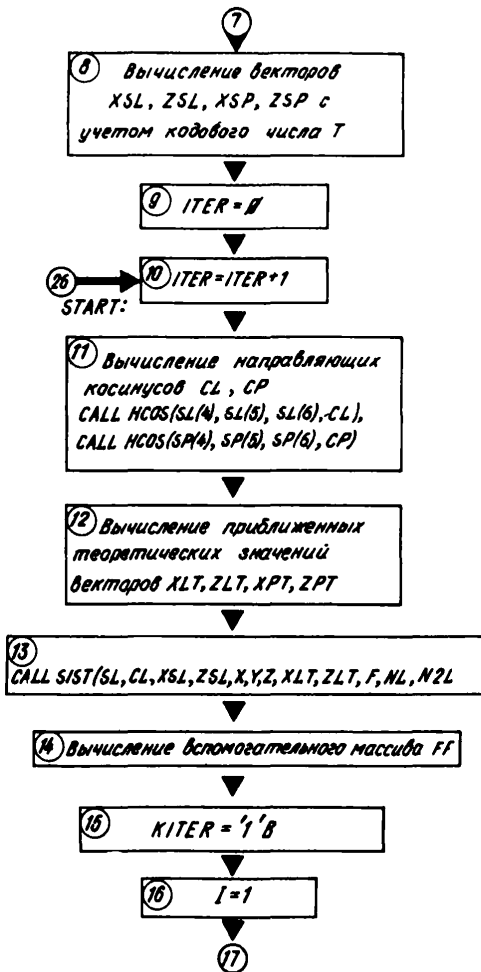 7
8 Вычисление векторов
XSL, ZSL, XSP, ZSP с
учетом кодового числа T
9 ITER = Ø
26
10 ITER=ITER+1
START:
11 Вычисление направляющих
косинусов CL, CP
CALL HCOS(SL(4), SL(5), SL(6), CL),
CALL HCOS(SP(4), SP(5), SP(6), CP)
12 Вычисление приближенных
теоретических значений
векторов XLT, ZLT, XPT, ZPT
13
CALL SIST(SL, CL, XSL, ZSL, X, Y, Z, XLT, ZLT, F, NL, N2L
14 Вычисление вспомогательного массива FF
15 KITER = '1'B
16 I=1
17